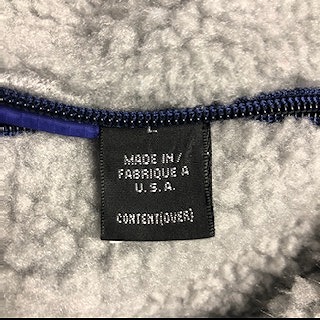 L
MADE IN/
FABRIQUE A
U.S.A.
CONTENT(OVER)